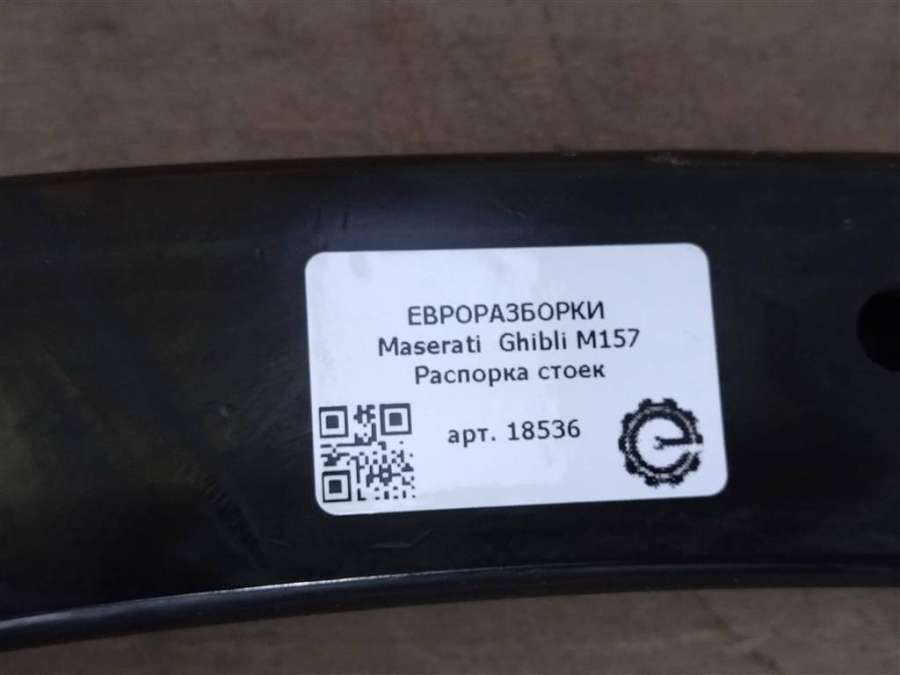 ЕВРОРАЗБОРКИ
Maserati Ghibli M157
Распорка стоек
арт. 18536